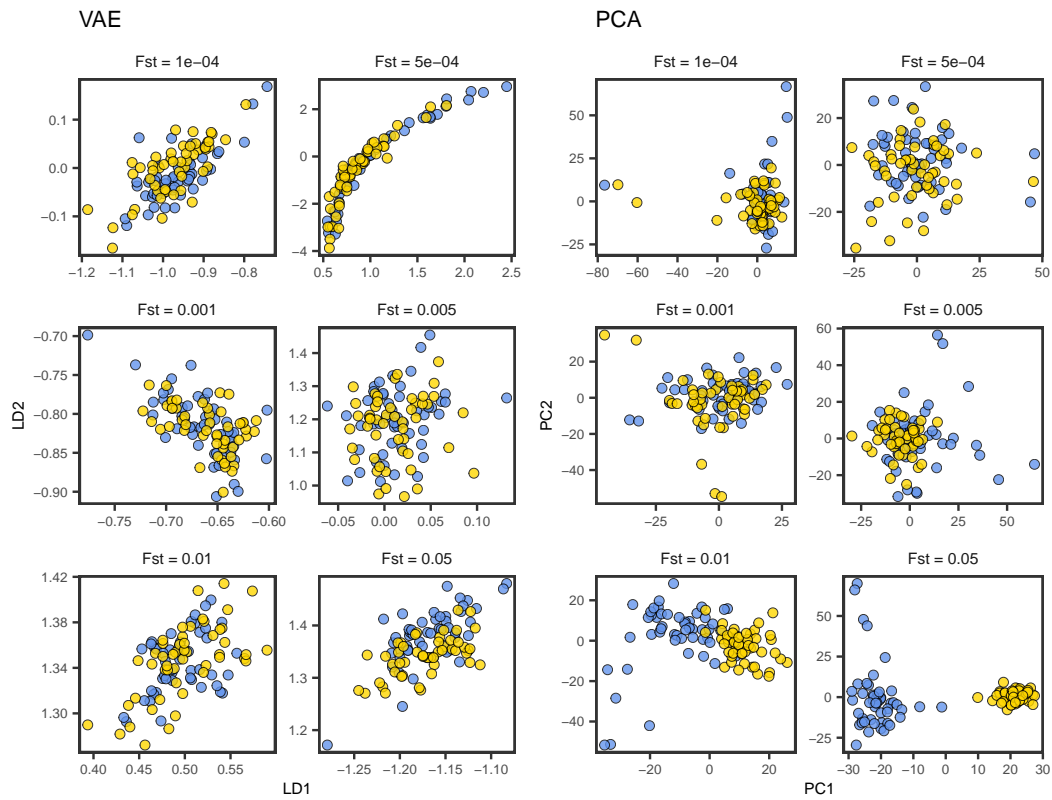 VAE PCA
Fst = 1e−04 Fst = 5e−04 Fst = 1e−04 Fst = 5e−04
0.1 0.0 −0.1
−1.2 −1.1 −1.0 −0.9 −0.8
2 0 −2 −4
0.5 1.0 1.5 2.0 2.5
50 25 0 −25
−80 −60 −40 −20 0
20 0 −20
−25 0 25 50
Fst = 0.001 Fst = 0.005 Fst = 0.001 Fst = 0.005
−0.70 −0.75 −0.80 −0.85 −0.90
−0.75 −0.70 −0.65 −0.60
1.4 1.3 1.2 1.1 1.0
−0.05 0.00 0.05 0.10
20 0 −20 −40
−25 0 25
60 40 20 0 −20
−25 0 25 50
LD2
PC2
Fst = 0.01 Fst = 0.05 Fst = 0.01 Fst = 0.05
1.42 1.38 1.34 1.30
0.40 0.45 0.50 0.55
1.4 1.3 1.2
−1.25 −1.20 −1.15 −1.10
20 0 −20 −40
−20 0 20
75 50 25 0 −25
−30 −20 −10 0 10 20 30
LD1 PC1